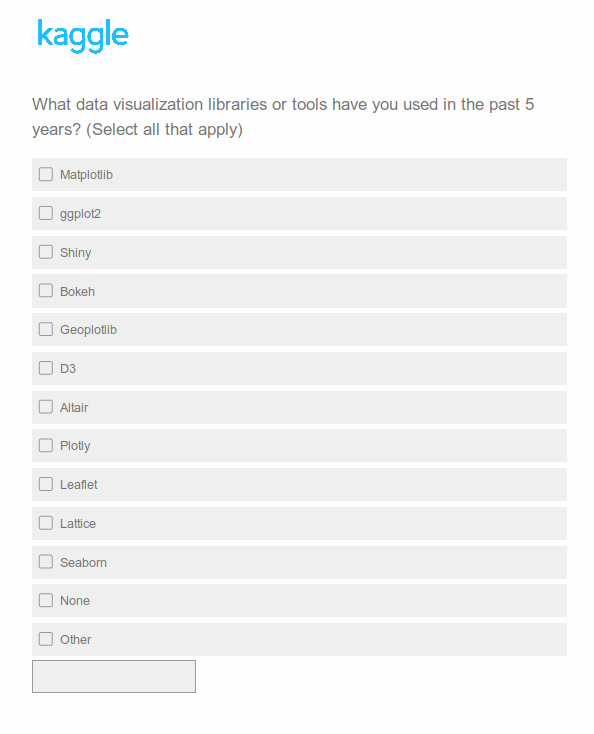 kaggle
What data visualization libraries or tools have you used in the past 5
years? (Select all that apply)
Matplotlib
ggplot2
Shiny
Bokeh
Geoplotlib
D3
Altair
Plotly
Leaflet
Lattice
Seaborn
None
Other